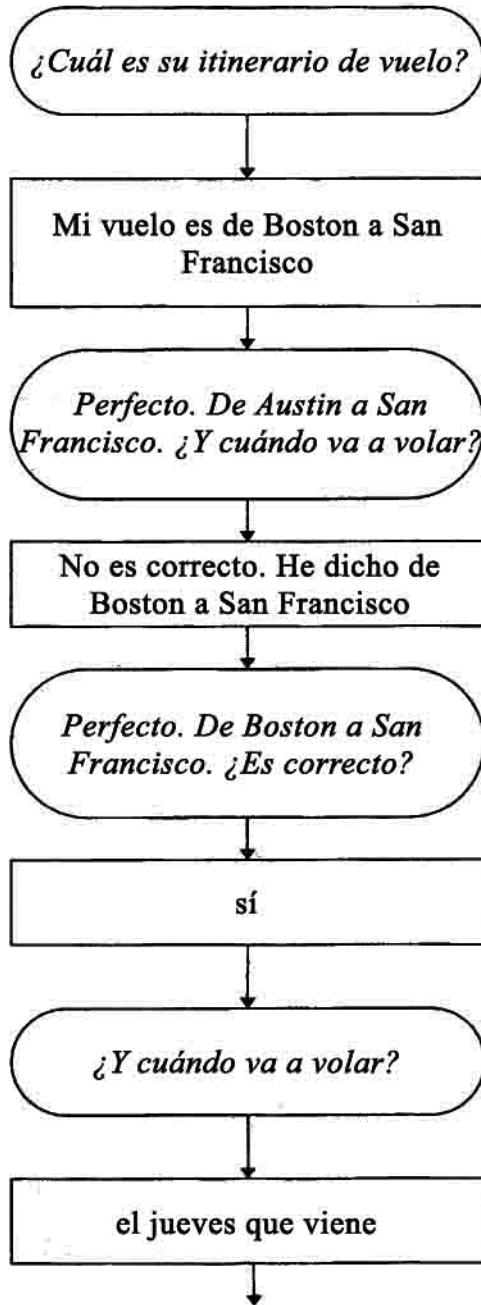 ¿Cuál es su itinerario de vuelo?
Mi vuelo es de Boston a San
Francisco
Perfecto. De Austin a San
Francisco. ¿Y cuándo va a volar?
No es correcto. He dicho de
Boston a San Francisco
Perfecto. De Boston a San
Francisco. ¿Es correcto?
sí
¿Y cuándo va a volar?
el jueves que viene